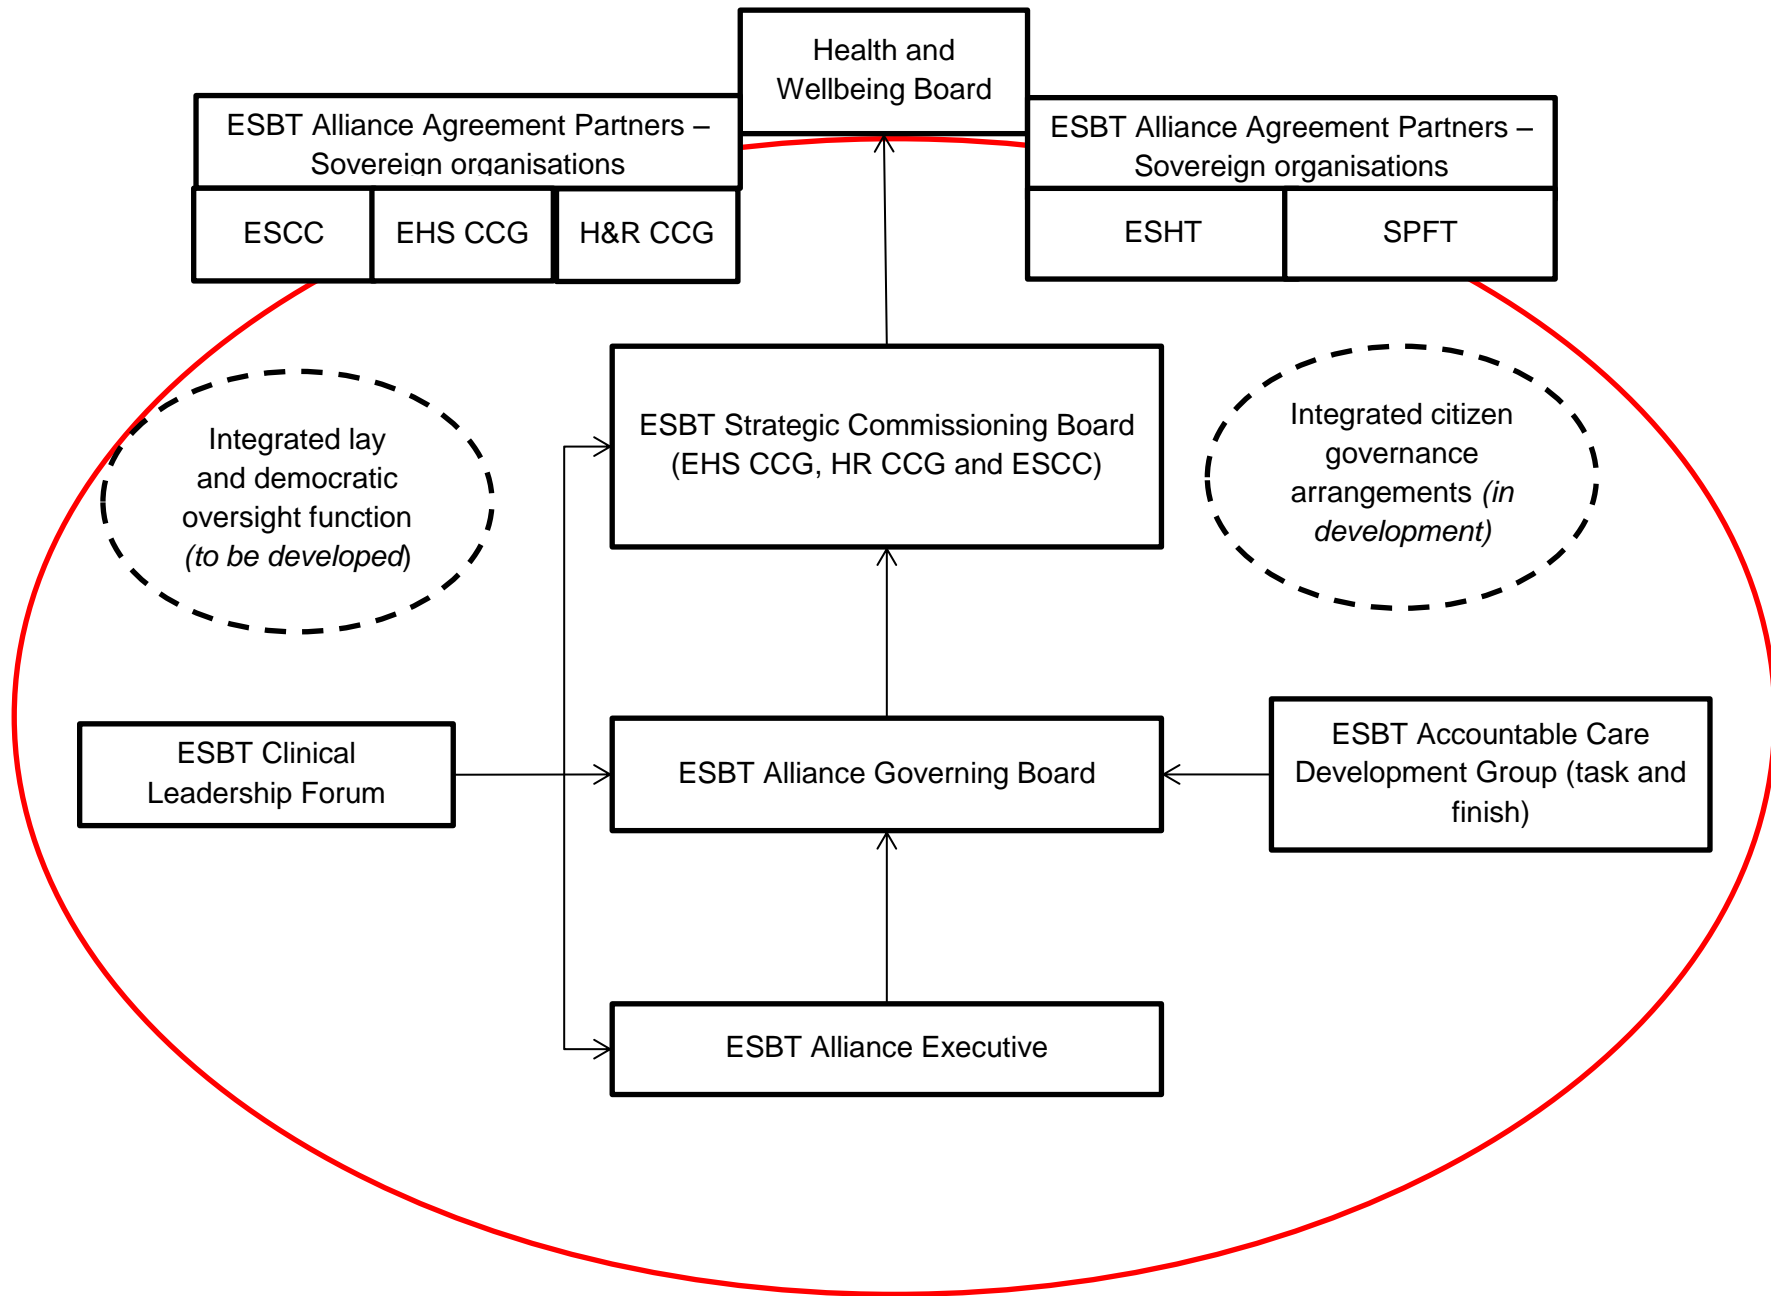 Health and
Wellbeing Board
ESBT Alliance Agreement Partners –
Sovereign organisations
ESCC
EHS CCG
H&R CCG
ESBT Alliance Agreement Partners –
Sovereign organisations
ESHT
SPFT
Integrated lay
and democratic
oversight function
(to be developed)
ESBT Strategic Commissioning Board
(EHS CCG, HR CCG and ESCC)
Integrated citizen
governance
arrangements (in
development)
ESBT Clinical
Leadership Forum
ESBT Alliance Governing Board
ESBT Accountable Care
Development Group (task and
finish)
ESBT Alliance Executive